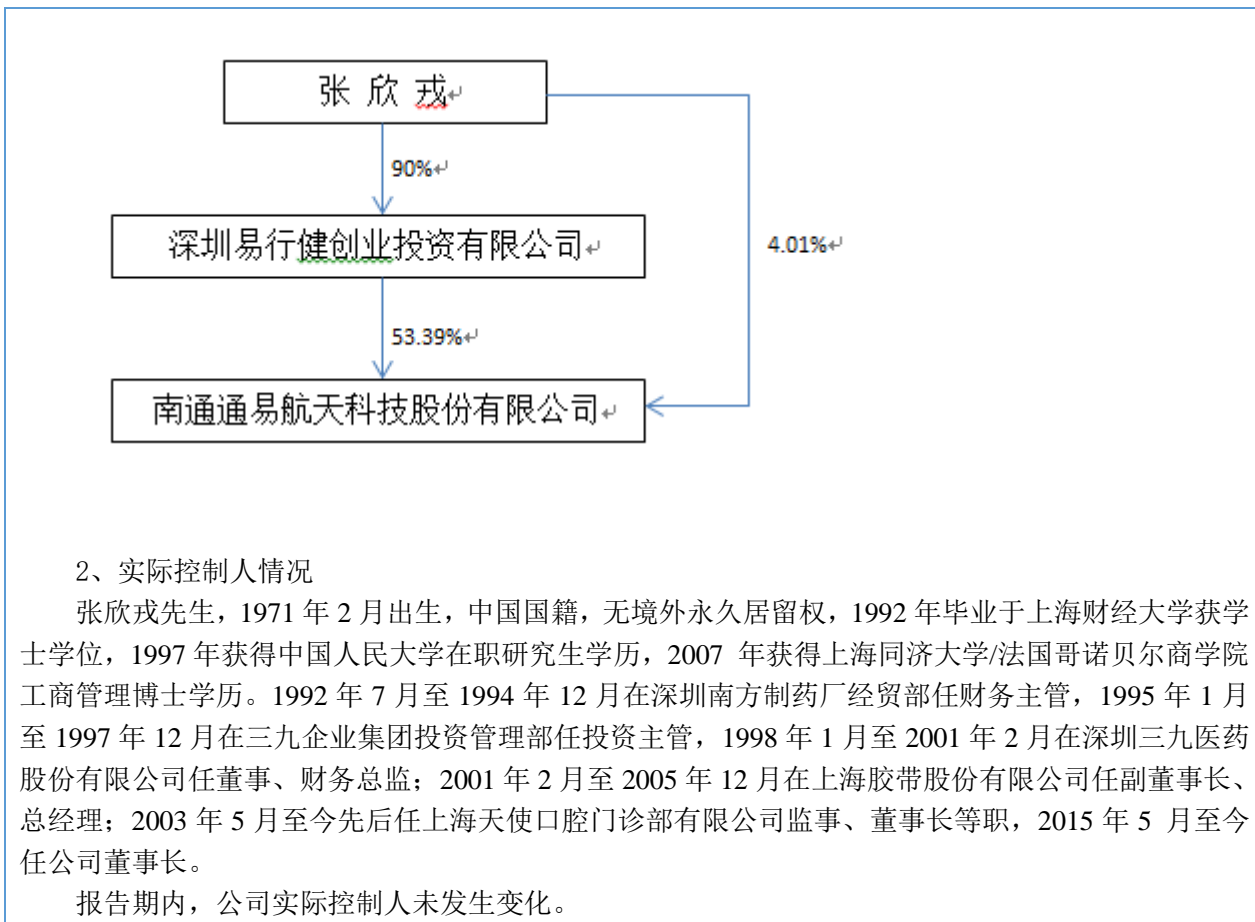 张 欣 戎↵
90%↵
深圳易行健创业投资有限公司↵
4.01%↵
53.39%↵
南通通易航天科技股份有限公司↵
2、实际控制人情况
张欣戎先生，1971 年 2 月出生，中国国籍，无境外永久居留权，1992 年毕业于上海财经大学获学
士学位，1997 年获得中国人民大学在职研究生学历，2007 年获得上海同济大学/法国哥诺贝尔商学院
工商管理博士学历。1992 年 7 月至 1994 年 12 月在深圳南方制药厂经贸部任财务主管，1995 年 1 月
至 1997 年 12 月在三九企业集团投资管理部任投资主管，1998 年 1 月至 2001 年 2 月在深圳三九医药
股份有限公司任董事、财务总监；2001 年 2 月至 2005 年 12 月在上海胶带股份有限公司任副董事长、
总经理；2003 年 5 月至今先后任上海天使口腔门诊部有限公司监事、董事长等职，2015 年 5 月至今
任公司董事长。
报告期内，公司实际控制人未发生变化。